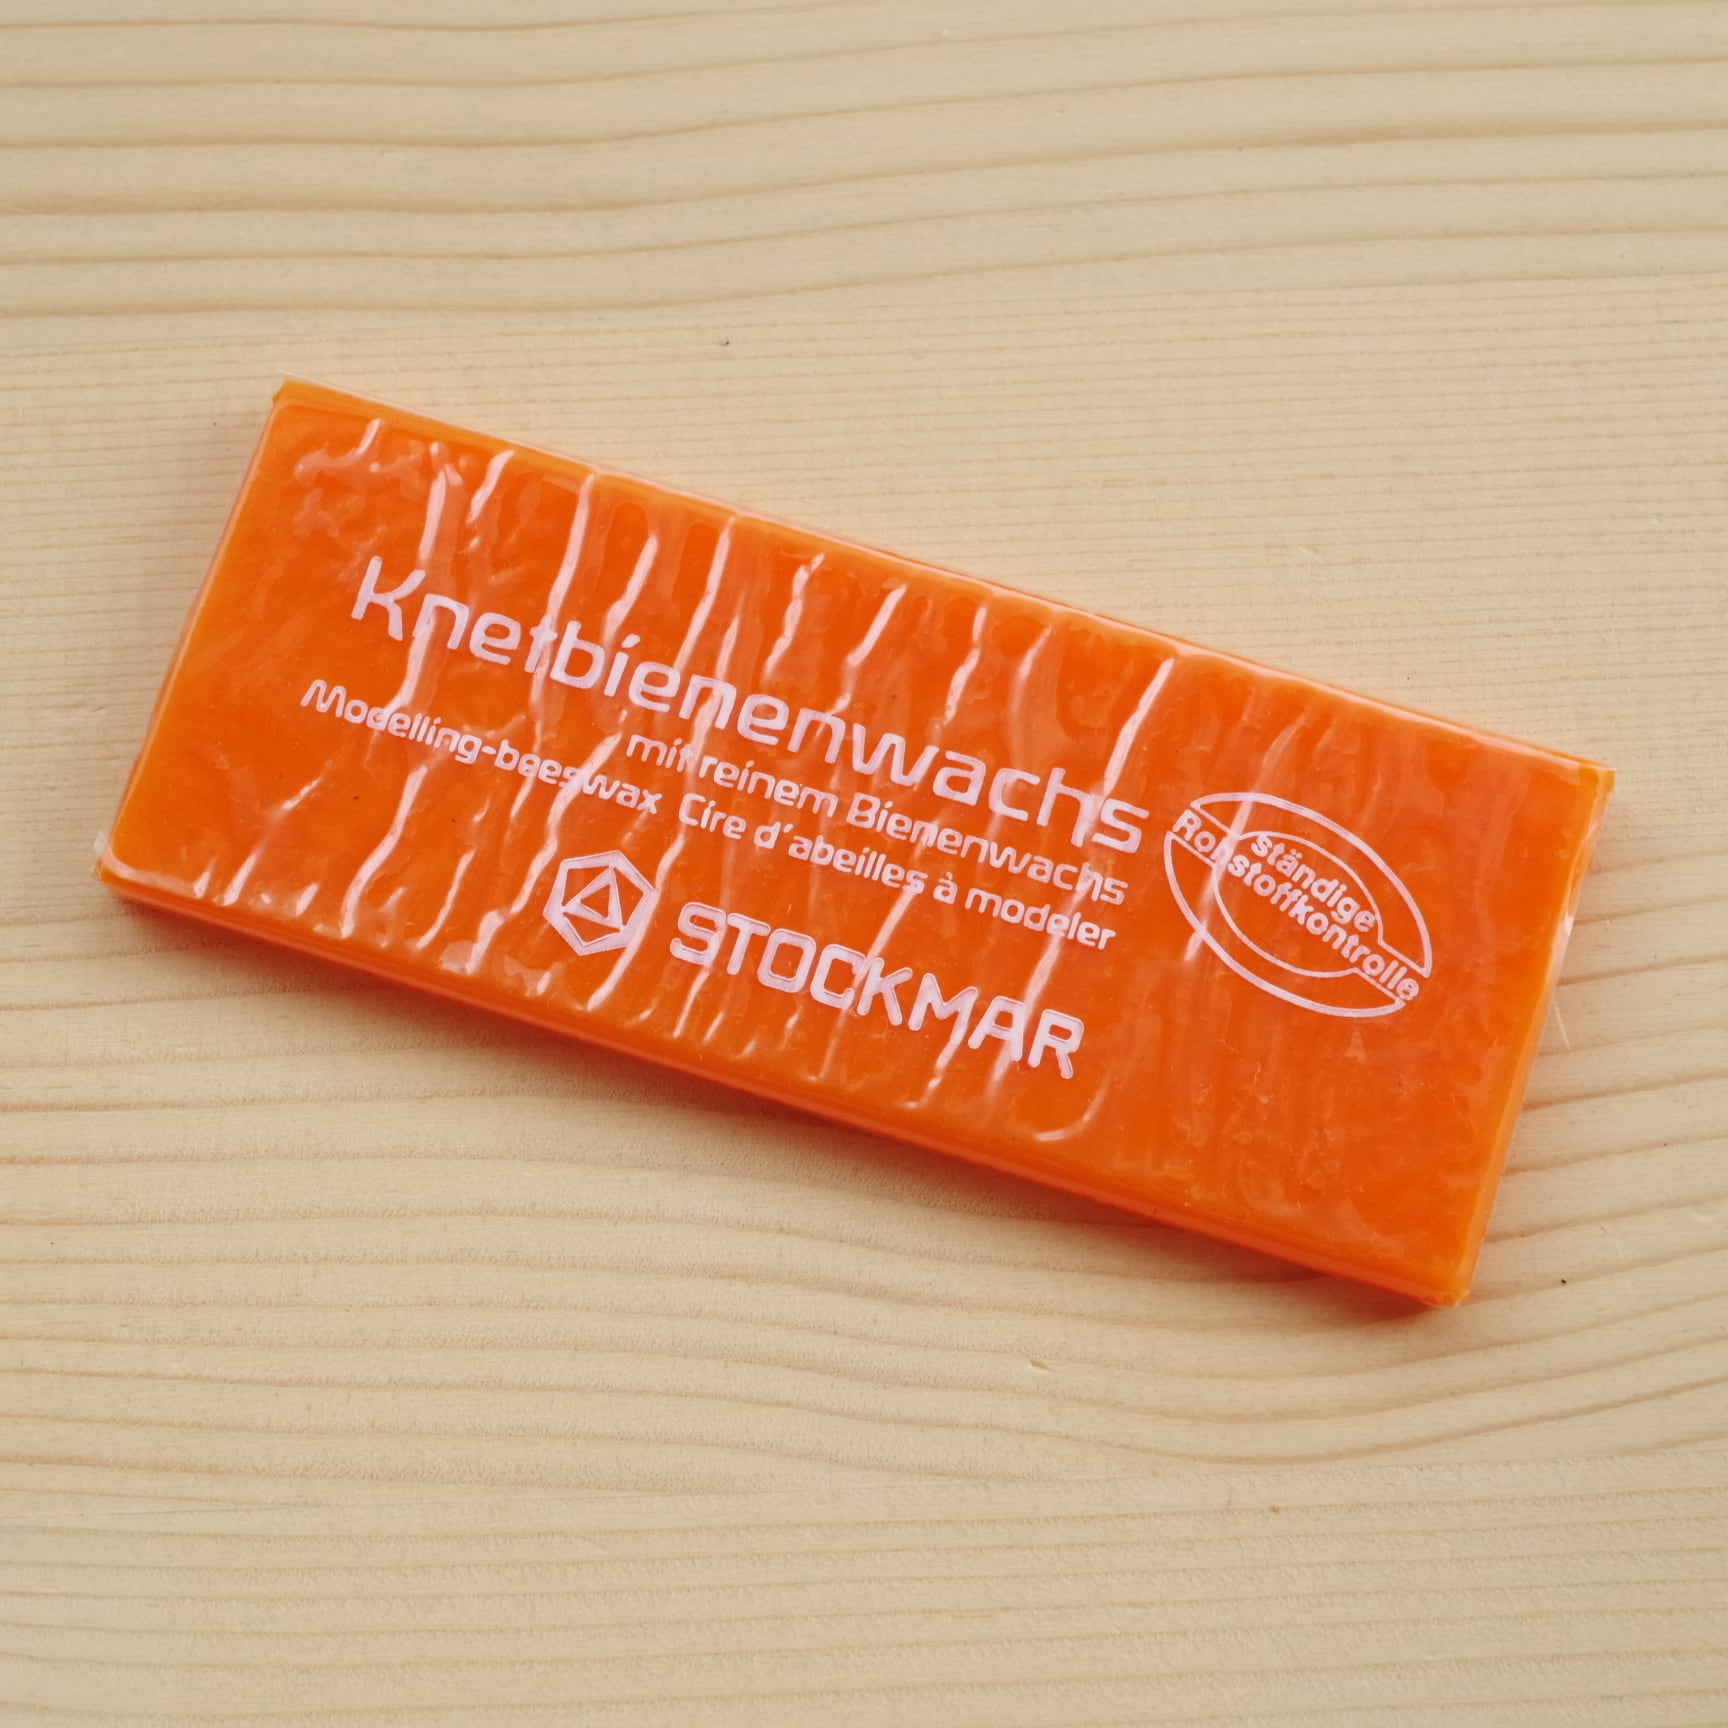 Knetbienenwachs
mit reinem Bienenwachs
Modelling-beeswax Cire d'abeilles à modeler
STOCKMAR
Ständige
Rohstoffkontrolle